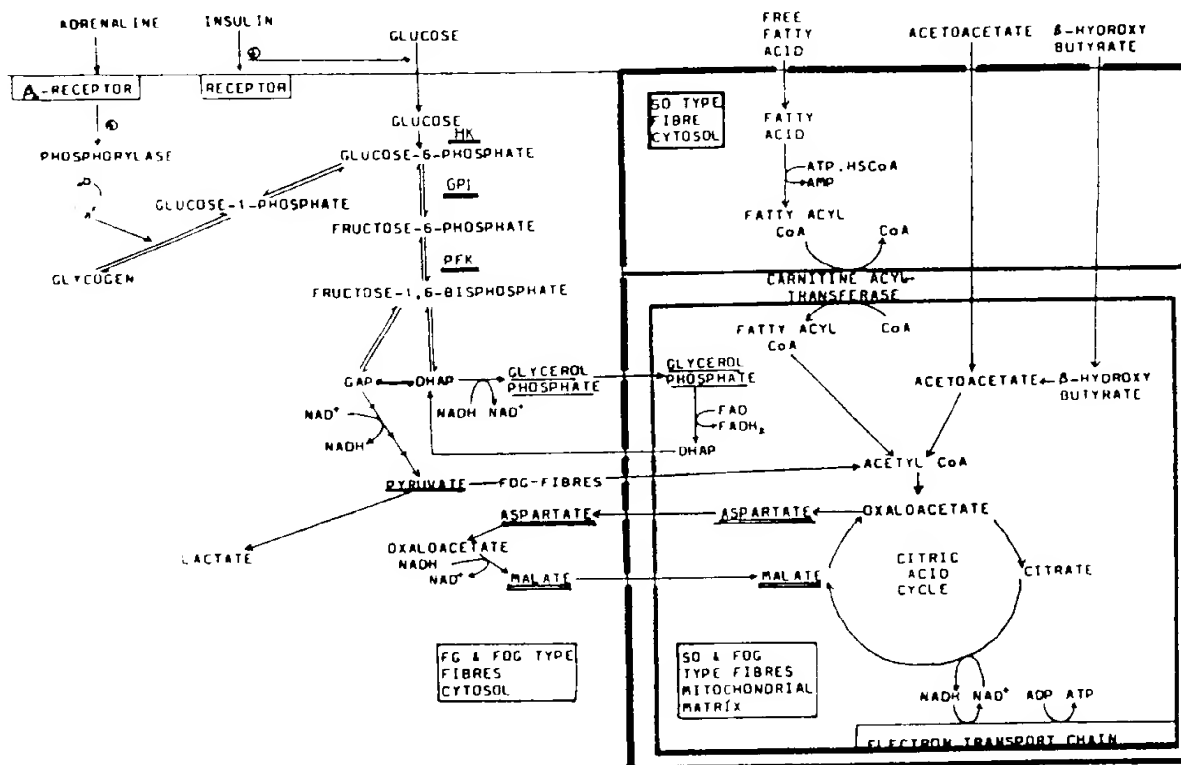 ADRENALINE
INSULIN
GLUCOSE
FREE
FATTY
ACID
ACETOACETATE
ß-HYDROXY
BUTYRATE
-RECEPTOR
RECEPTOR
PHOSPHORYLASE
GLUCOSE
HK
GLUCOSE-6-PHOSPHATE
GPI
GLUCOSE-1-PHOSPHATE
FRUCTOSE-6-PHOSPHATE
PFK
GLYCOGEN
FRUCTOSE-1,6-BISPHOSPHATE
SO TYPE
FIBRE
CYTOSOL
FATTY
ACID
ATP.HSCoA
AMP
FATTY ACYL
CoA
CoA
CARNITINE ACYL-
TRANSFERASE
FATTY ACYL
CoA
CoA
GAP
DHAP
GLYCEROL
PHOSPHATE
GLYCEROL
PHOSPHATE
ACETOACETATE
ß-HYDROXY
BUTYRATE
NAD⁺
NADH
NADH NAD⁺
FAD
FADH₂
DHAP
ACETYL CoA
PYRUVATE
FOG-FIBRES
ASPARTATE
ASPARTATE
OXALOACETATE
LACTATE
OXALOACETATE
NADH
NAD⁺
MALATE
MALATE
CITRIC
ACID
CYCLE
CITRATE
FG & FOG TYPE
FIBRES
CYTOSOL
SO & FOG
TYPE FIBRES
MITOCHONDRIAL
MATRIX
NADH NAD⁺
ADP ATP
ELECTRON TRANSPORT CHAIN